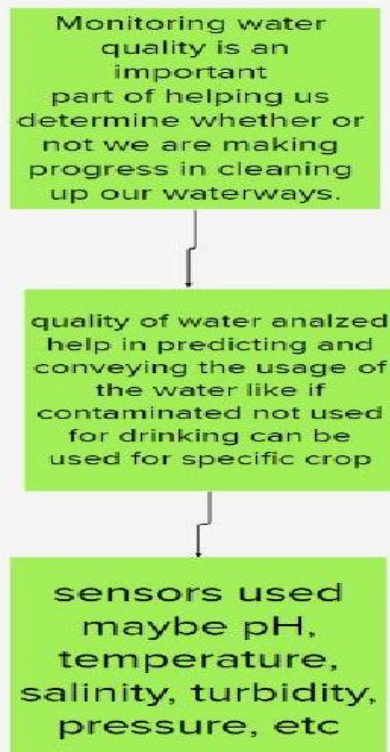 Monitoring water
quality is an
important
part of helping us
determine whether or
not we are making
progress in cleaning
up our waterways.
quality of water analzed
help in predicting and
conveying the usage of
the water like if
contaminated not used
for drinking can be
used for specific crop
sensors used
maybe pH,
temperature,
salinity, turbidity,
pressure, etc